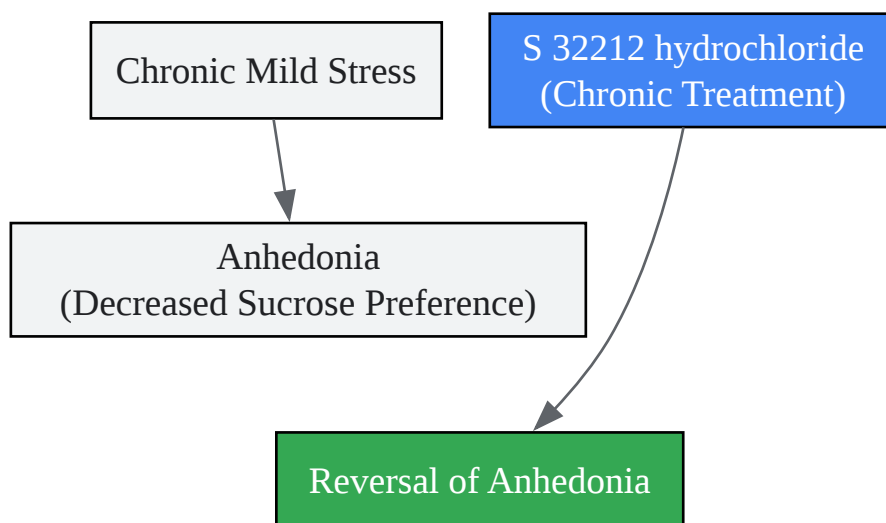 Chronic Mild Stress
S 32212 hydrochloride
(Chronic Treatment)
Anhedonia
(Decreased Sucrose Preference)
Reversal of Anhedonia